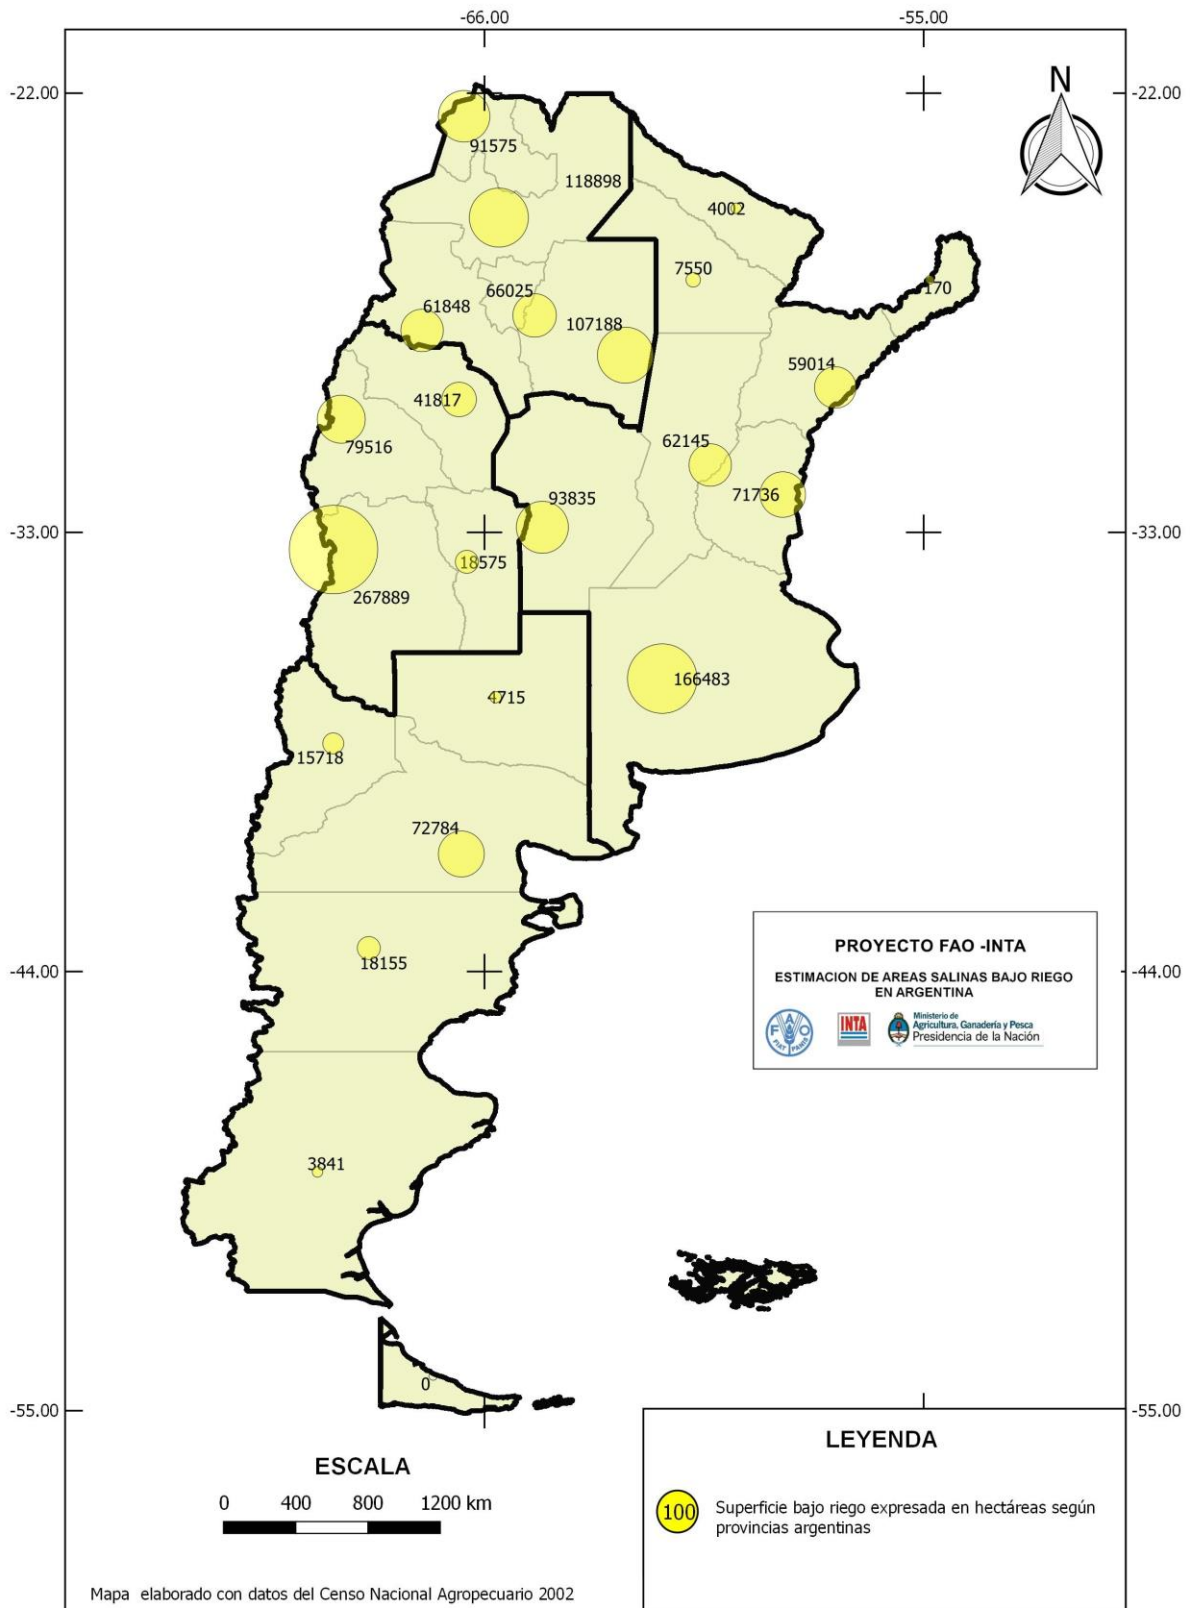 -66.00
-55.00
-22.00
-22.00
N
91575
118898
4002
7550
170
66025
61848
107188
59014
41817
79516
62145
71736
93835
-33.00
-33.00
18575
267889
166483
4715
15718
72784
18155
-44.00
-44.00
PROYECTO FAO -INTA
ESTIMACION DE AREAS SALINAS BAJO RIEGO
EN ARGENTINA
F A O
FIAT PANIS
INTA
Ministerio de
Agricultura, Ganadería y Pesca
Presidencia de la Nación
3841
0
-55.00
-55.00
ESCALA
0 400 800 1200 km
LEYENDA
100
Superficie bajo riego expresada en hectáreas según
provincias argentinas
Mapa elaborado con datos del Censo Nacional Agropecuario 2002